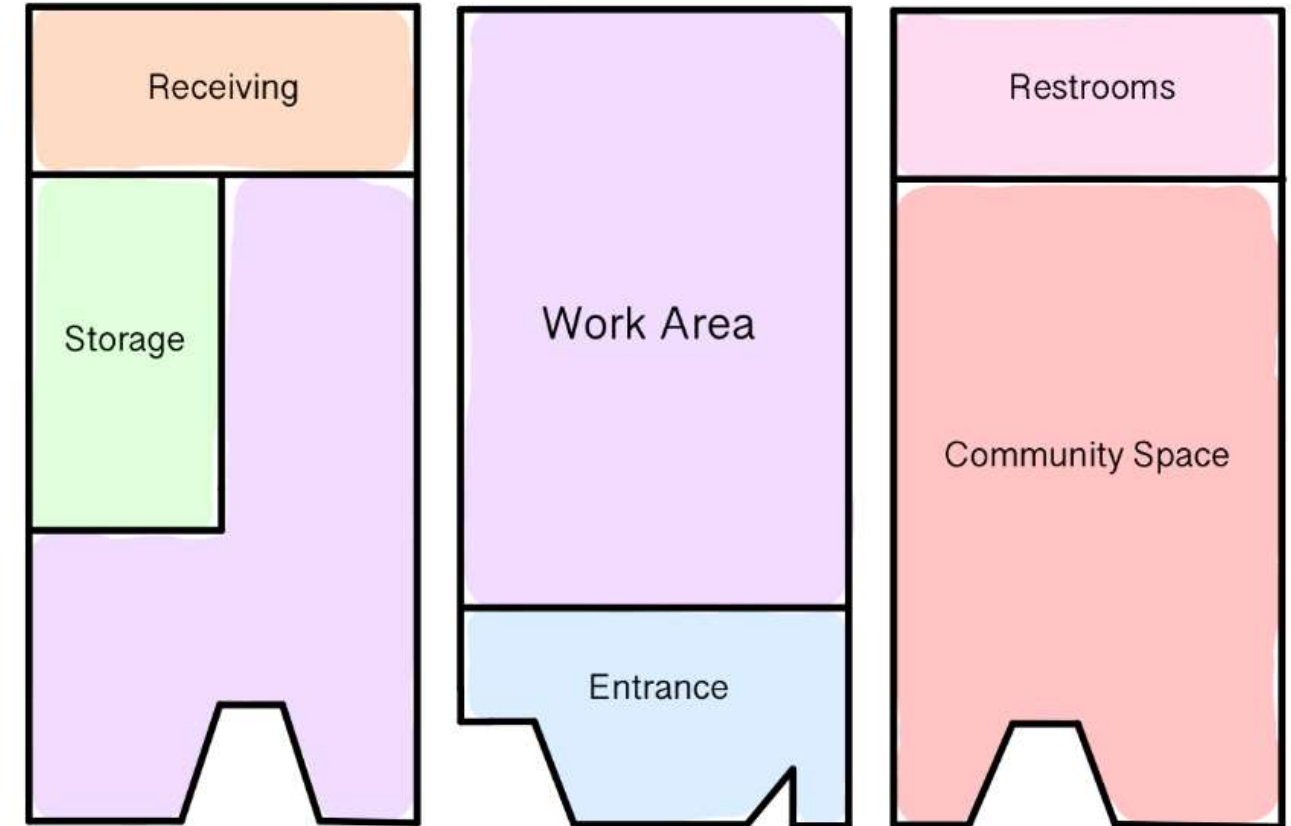 Receiving
Restrooms
Storage
Work Area
Community Space
Entrance